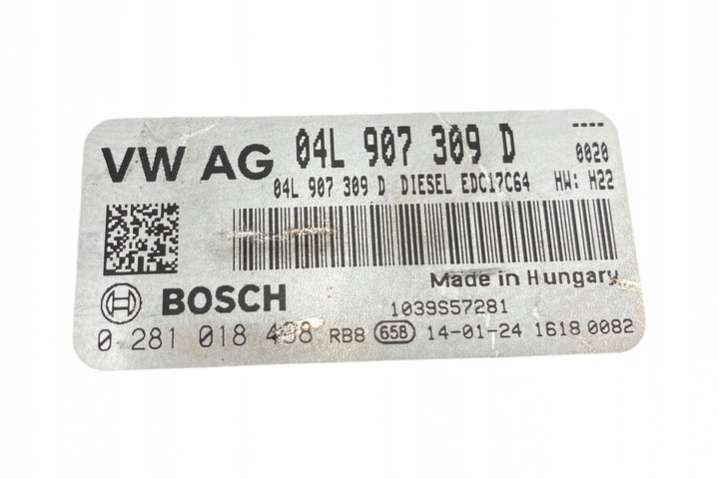 VW AG 04L 907 309 D ----
0020
04L 907 309 D DIESEL EDC17C64 HW: H22
Made in Hungary
BOSCH 1039S57281
0 281 018 498 RB8 658 14-01-24 1618 0082